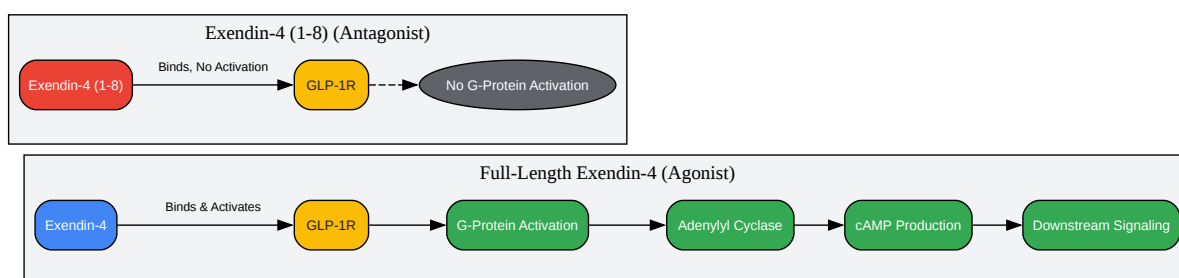 Exendin-4 (1-8) (Antagonist)
Exendin-4 (1-8)
Binds, No Activation
GLP-1R
No G-Protein Activation
Full-Length Exendin-4 (Agonist)
Exendin-4
Binds & Activates
GLP-1R
G-Protein Activation
Adenylyl Cyclase
cAMP Production
Downstream Signaling